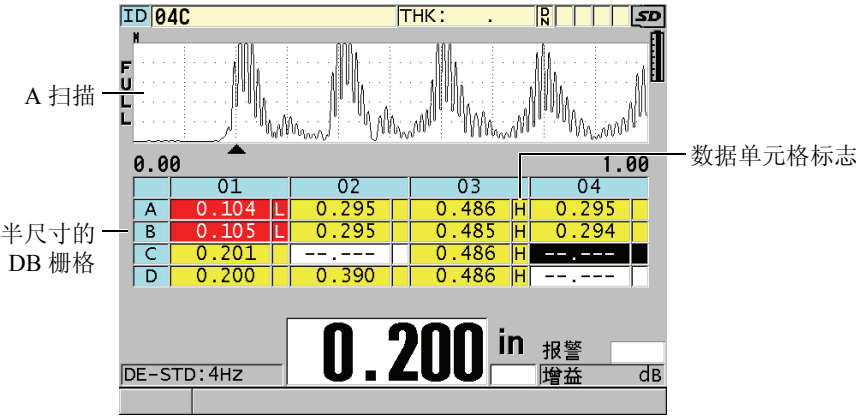 ID 04C THK: . DN SD
M
FULL
A 扫描
0.00 1.00
数据单元格标志
01 02 03 04
A 0.104 L 0.295 0.486 H 0.295
B 0.105 L 0.295 0.485 H 0.294
C 0.201 --.--- 0.486 H --.---
D 0.200 0.390 0.486 H --.---
半尺寸的
DB 栅格
0.200 in
报警
DE-STD:4Hz 增益 dB